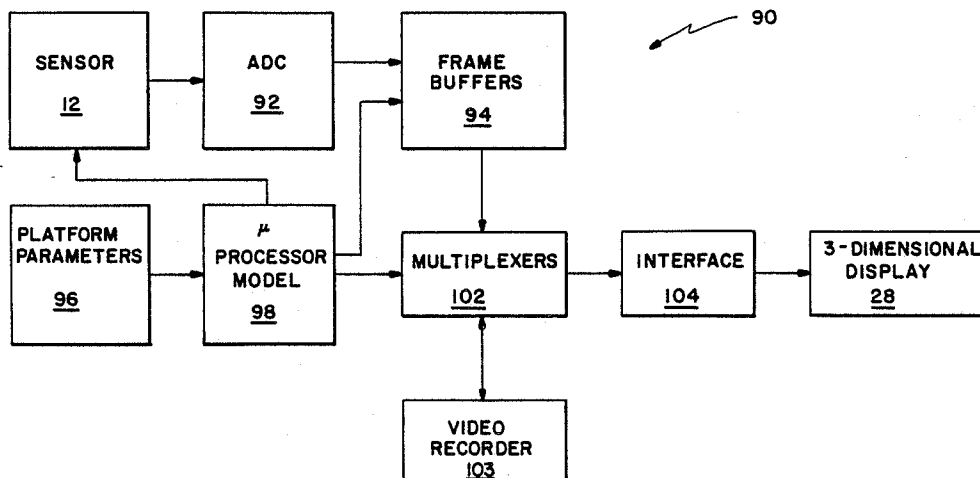 90
SENSOR
12
ADC
92
FRAME
BUFFERS
94
PLATFORM
PARAMETERS
96
μ
PROCESSOR
MODEL
98
MULTIPLEXERS
102
INTERFACE
104
3-DIMENSIONAL
DISPLAY
28
VIDEO
RECORDER
103